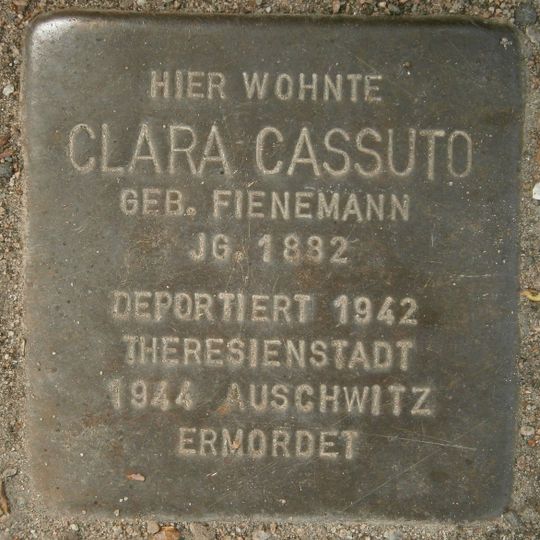 HIER WOHNTE
CLARA CASSUTO
GEB. FIENEMANN
JG. 1882
DEPORTIERT 1942
THERESIENSTADT
1944 AUSCHWITZ
ERMORDET